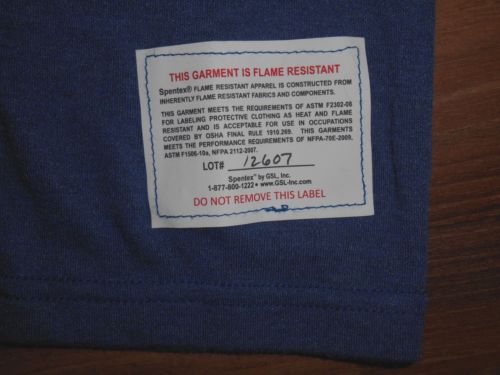 THIS GARMENT IS FLAME RESISTANT
Spentex® FLAME RESISTANT APPAREL IS CONSTRUCTED FROM
INHERENTLY FLAME RESISTANT FABRICS AND COMPONENTS.
THIS GARMENT MEETS THE REQUIREMENTS OF ASTM F2302-08
FOR LABELING PROTECTIVE CLOTHING AS HEAT AND FLAME
RESISTANT AND IS ACCEPTABLE FOR USE IN OCCUPATIONS
COVERED BY OSHA FINAL RULE 1910.269. THIS GARMENTS
MEETS THE PERFORMANCE REQUIREMENTS OF NFPA-70E-2009,
ASTM F1506-10a, NFPA 2112-2007.
LOT# 12607
Spentex® by GSL, Inc.
1-877-800-1222 • www.GSL-Inc.com
DO NOT REMOVE THIS LABEL